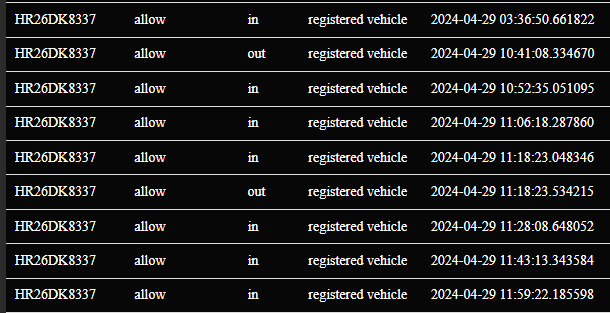 HR26DK8337 allow in registered vehicle 2024-04-29 03:36:50.661822
HR26DK8337 allow out registered vehicle 2024-04-29 10:41:08.334670
HR26DK8337 allow in registered vehicle 2024-04-29 10:52:35.051095
HR26DK8337 allow in registered vehicle 2024-04-29 11:06:18.287860
HR26DK8337 allow in registered vehicle 2024-04-29 11:18:23.048346
HR26DK8337 allow out registered vehicle 2024-04-29 11:18:23.534215
HR26DK8337 allow in registered vehicle 2024-04-29 11:28:08.648052
HR26DK8337 allow in registered vehicle 2024-04-29 11:43:13.343584
HR26DK8337 allow in registered vehicle 2024-04-29 11:59:22.185598